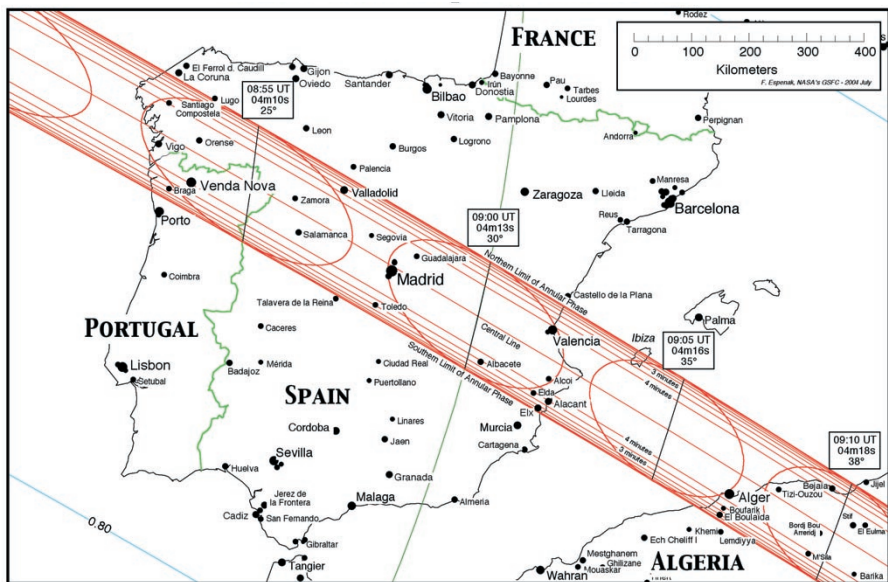 Rodez
FRANCE
0 100 200 300 400
Kilometers
F. Espenak, NASA's GSFC - 2004 July
El Ferrol d. Caudill
La Coruna
Gijon
Oviedo
Santander
Bilbao
Irún
Donostia
Bayonne
Pau
Tarbes
Lourdes
08:55 UT
04m10s
25°
Santiago
Compostela
Lugo
Leon
Vitoria
Pamplona
Logrono
Burgos
Andorra
Perpignan
Vigo
Orense
Palencia
Braga
Venda Nova
Valladolid
Zaragoza
Lleida
Manresa
Barcelona
Reus
Tarragona
Porto
Zamora
Salamanca
Segovia
Guadalajara
09:00 UT
04m13s
30°
Northern Limit of Annular Phase
Coimbra
Madrid
Talavera de la Reina
Toledo
Castello de la Plana
Palma
PORTUGAL
Caceres
Central Line
Valencia
Ibiza
09:05 UT
04m16s
35°
Southern Limit of Annular Phase
Lisbon
Setubal
Badajoz
Mérida
Ciudad Real
Albacete
Puertollano
3 minutes
4 minutes
SPAIN
Alcoi
Elda
Alacant
Elx
Linares
Cordoba
Jaen
Murcia
Cartagena
4 minutes
3 minutes
09:10 UT
04m18s
38°
Sevilla
Huelva
Granada
Jerez de
la Frontera
Cadiz
San Fernando
Malaga
Almeria
Gibraltar
Tangier
0.80
Alger
Boufarik
El Boulaida
Tizi-Ouzou
Bejaia
Jijel
Stif
El Eulma
Bordj Bou
Arreridj
Khemi
Lemdiyya
Ech Cheliff I
M'Sila
Mestghanem
Ghilizane
Mouaskar
Wahran
ALGERIA
Barika